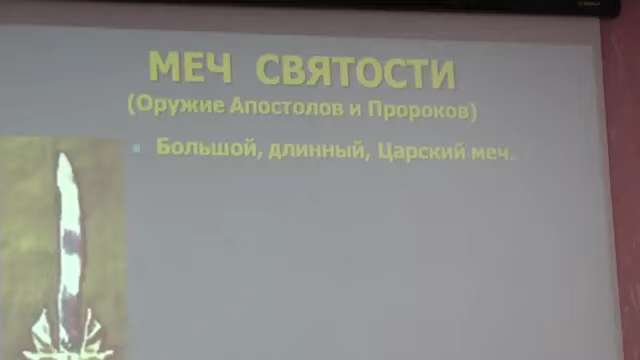 МЕЧ СВЯТОСТИ
(Оружие Апостолов и Пророков)
Большой, длинный, Царский меч.